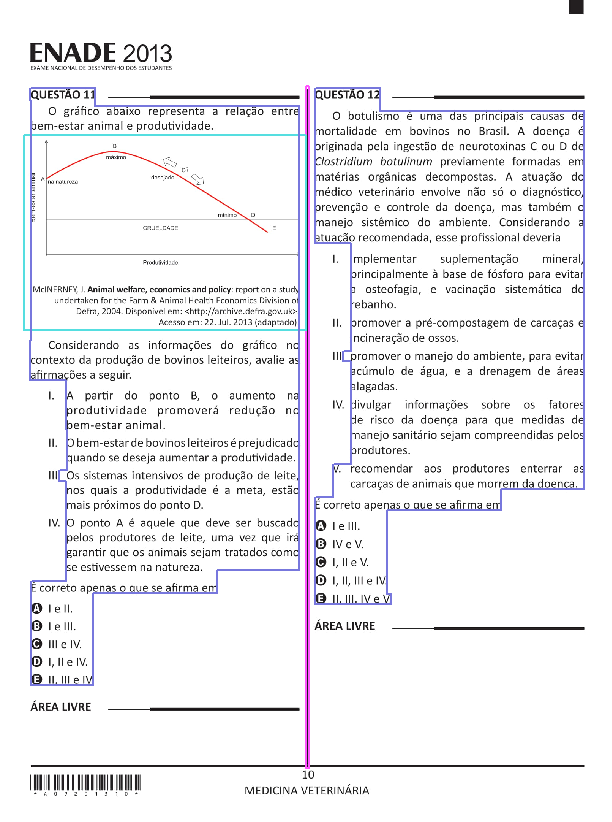 ENADE 2013
EXAME NACIONAL DE DESEMPENHO DOS ESTUDANTES
QUESTÃO 11
O gráfico abaixo representa a relação entre
bem-estar animal e produtividade.
B
máximo
A
na natureza
desejado
C
mínimo
D
CRUELDADE
E
Produtividade
McINERNEY, J. Animal welfare, economics and policy: report on a study
undertaken for the Farm & Animal Health Economics Division of
Defra, 2004. Disponível em: <http://archive.defra.gov.uk>
Acesso em: 22. Jul. 2013 (adaptado)
Considerando as informações do gráfico no
contexto da produção de bovinos leiteiros, avalie as
afirmações a seguir.
I. A partir do ponto B, o aumento na
produtividade promoverá redução no
bem-estar animal.
II. O bem-estar de bovinos leiteiros é prejudicado
quando se deseja aumentar a produtividade.
III. Os sistemas intensivos de produção de leite,
nos quais a produtividade é a meta, estão
mais próximos do ponto D.
IV. O ponto A é aquele que deve ser buscado
pelos produtores de leite, uma vez que irá
garantir que os animais sejam tratados como
se estivessem na natureza.
É correto apenas o que se afirma em
A I e II.
B I e III.
C III e IV.
D I, II e IV.
E II, III e IV
ÁREA LIVRE
QUESTÃO 12
O botulismo é uma das principais causas de
mortalidade em bovinos no Brasil. A doença é
originada pela ingestão de neurotoxinas C ou D de
Clostridium botulinum previamente formadas em
matérias orgânicas decompostas. A atuação do
médico veterinário envolve não só o diagnóstico,
prevenção e controle da doença, mas também o
manejo sistêmico do ambiente. Considerando a
atuação recomendada, esse profissional deveria
I. implementar suplementação mineral,
principalmente à base de fósforo para evitar
a osteofagia, e vacinação sistemática do
rebanho.
II. promover a pré-compostagem de carcaças e
incineração de ossos.
III. promover o manejo do ambiente, para evitar
acúmulo de água, e a drenagem de áreas
alagadas.
IV. divulgar informações sobre os fatores
de risco da doença para que medidas de
manejo sanitário sejam compreendidas pelos
produtores.
V. recomendar aos produtores enterrar as
carcaças de animais que morrem da doença.
É correto apenas o que se afirma em
A I e III.
B IV e V.
C I, II e V.
D I, II, III e IV
E II, III, IV e V
ÁREA LIVRE
10
MEDICINA VETERINÁRIA
*A0720131 0*